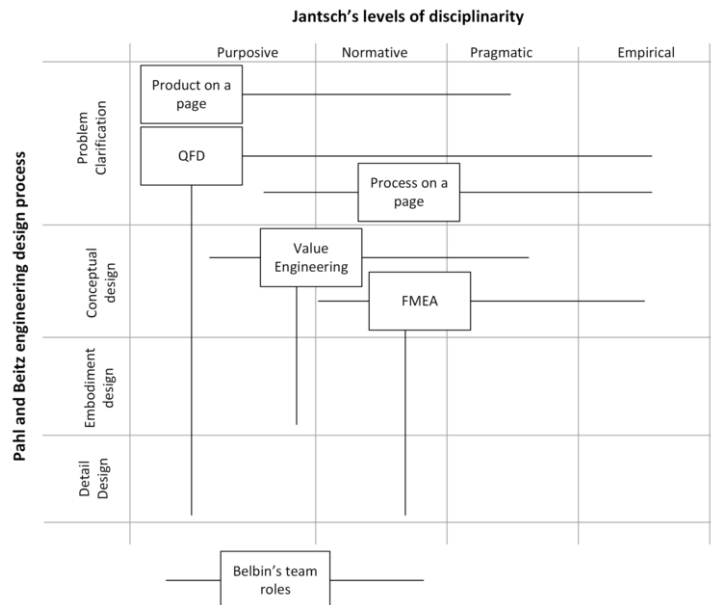 Jantsch's levels of disciplinarity
Purposive Normative Pragmatic Empirical
Pahl and Beitz engineering design process
Problem
Clarification
Product on a
page
QFD
Process on a
page
Conceptual
design
Value
Engineering
FMEA
Embodiment
design
Detail
Design
Belbin's team
roles